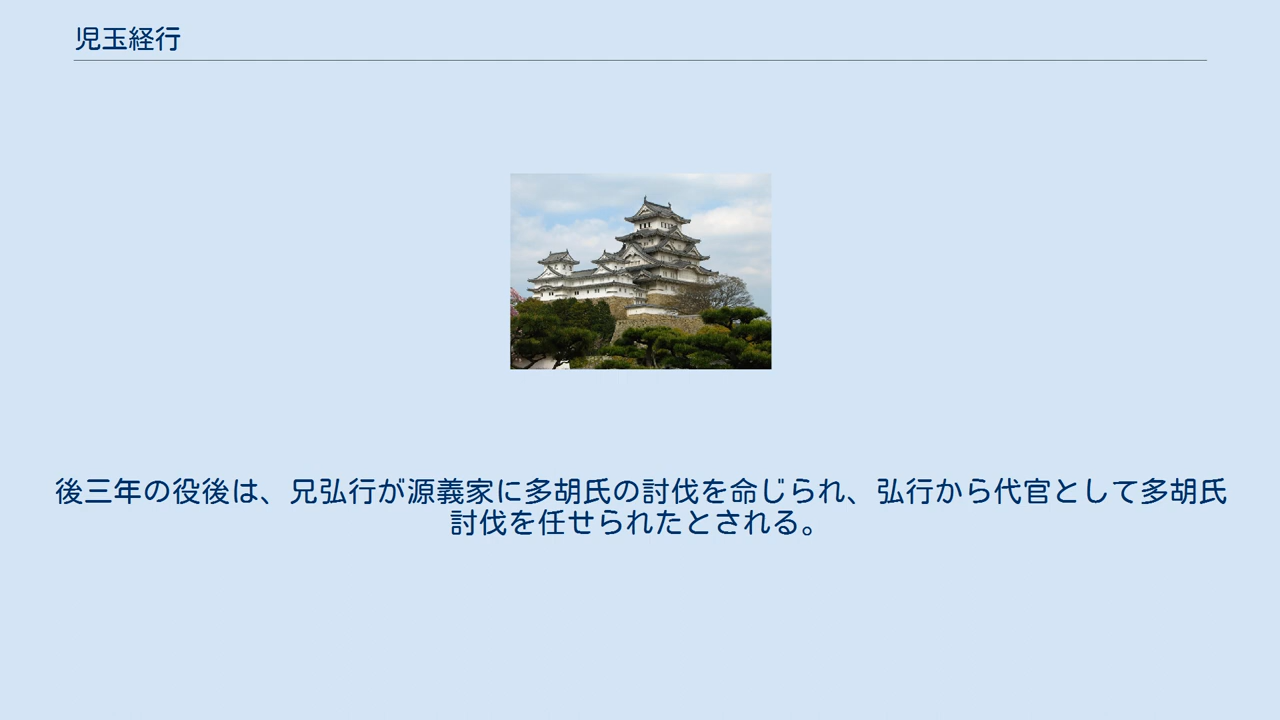 児玉経行
後三年の役後は、兄弘行が源義家に多胡氏の討伐を命じられ、弘行から代官として多胡氏
討伐を任せられたとされる。